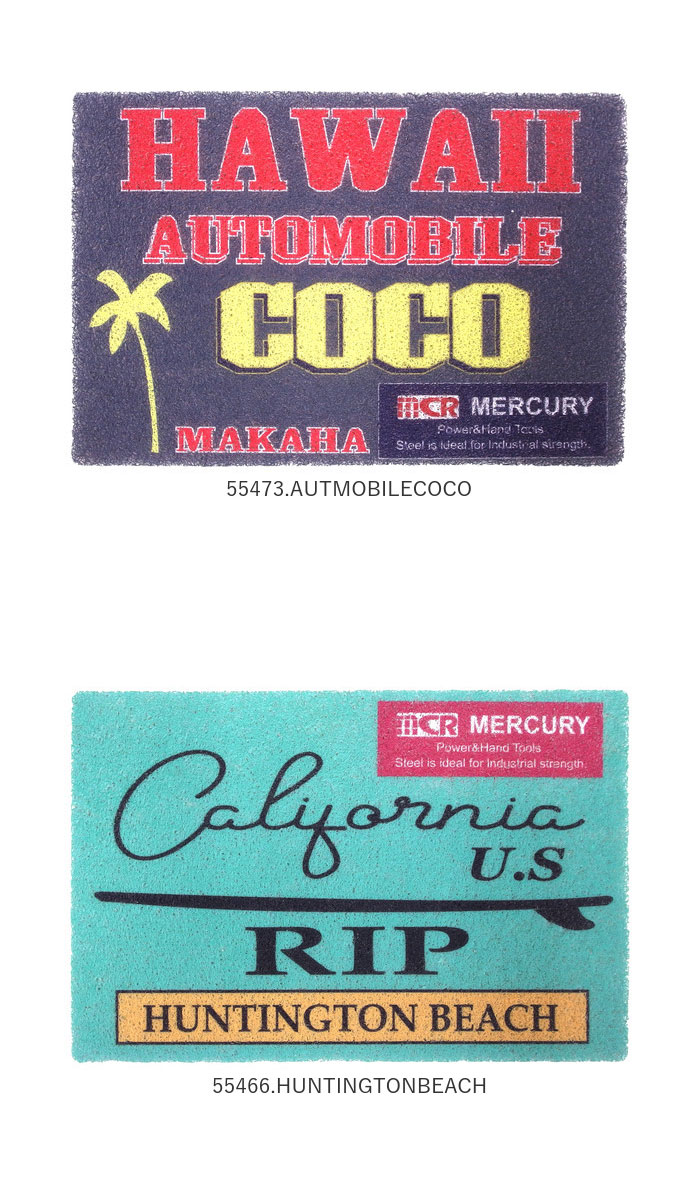 HAWAII
AUTOMOBILE
COCO
MCR MERCURY
Power&Hand Tools
Steel is ideal for Industrial strength.
MAKAHA
55473.AUTMOBILECOCO
MCR MERCURY
Power&Hand Tools
Steel is ideal for Industrial strength.
California
U.S
RIP
HUNTINGTON BEACH
55466.HUNTINGTONBEACH